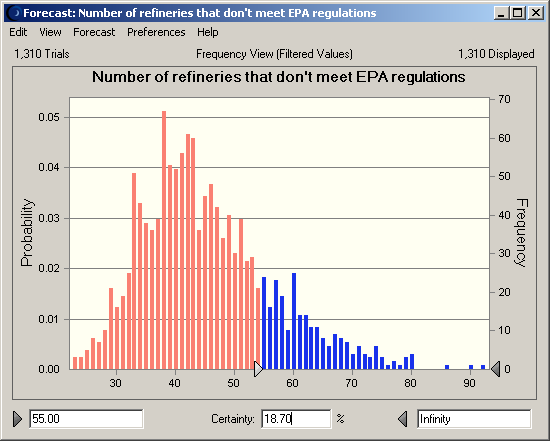 Forecast: Number of refineries that don't meet EPA regulations
Edit View Forecast Preferences Help
1,310 Trials Frequency View (Filtered Values) 1,310 Displayed
Number of refineries that don't meet EPA regulations
Probability
0.05
0.04
0.03
0.02
0.01
0.00
70
60
50
40
30
20
10
0
Frequency
30 40 50 60 70 80 90
55.00 Certainty: 18.70 % Infinity